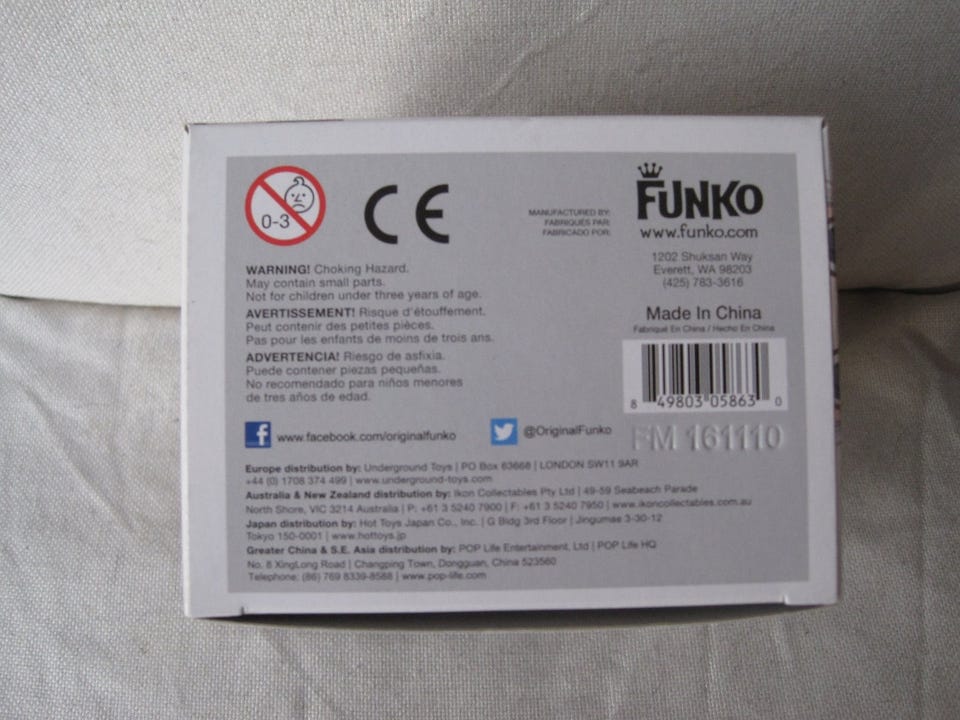 0-3
CE
MANUFACTURED BY:
FABRIQUÉS PAR:
FABRICADO POR:
FUNKO
www.funko.com
1202 Shuksan Way
Everett, WA 98203
(425) 783-3616
Made In China
Fabriqué En China / Hecho En China
8 49803 05863 0
FM 161110
WARNING! Choking Hazard.
May contain small parts.
Not for children under three years of age.
AVERTISSEMENT! Risque d'étouffement.
Peut contenir des petites pièces.
Pas pour les enfants de moins de trois ans.
ADVERTENCIA! Riesgo de asfixia.
Puede contener piezas pequeñas.
No recomendado para niños menores
de tres años de edad.
www.facebook.com/originalfunko
@OriginalFunko
Europe distribution by: Underground Toys | PO Box 63668 | LONDON SW11 9AR
+44 (0) 1708 374 499 | www.underground-toys.com
Australia & New Zealand distribution by: Ikon Collectables Pty Ltd | 49-59 Seabeach Parade
North Shore, VIC 3214 Australia | P: +61 3 5240 7900 | F: +61 3 5240 7950 | www.ikoncollectables.com.au
Japan distribution by: Hot Toys Japan Co., Inc. | G Bldg 3rd Floor | Jingumae 3-30-12
Tokyo 150-0001 | www.hottoys.jp
Greater China & S.E. Asia distribution by: POP Life Entertainment, Ltd | POP Life HQ
No. 8 XingLong Road | Changping Town, Dongguan, China 523560
Telephone: (86) 769 8339-8588 | www.pop-life.com